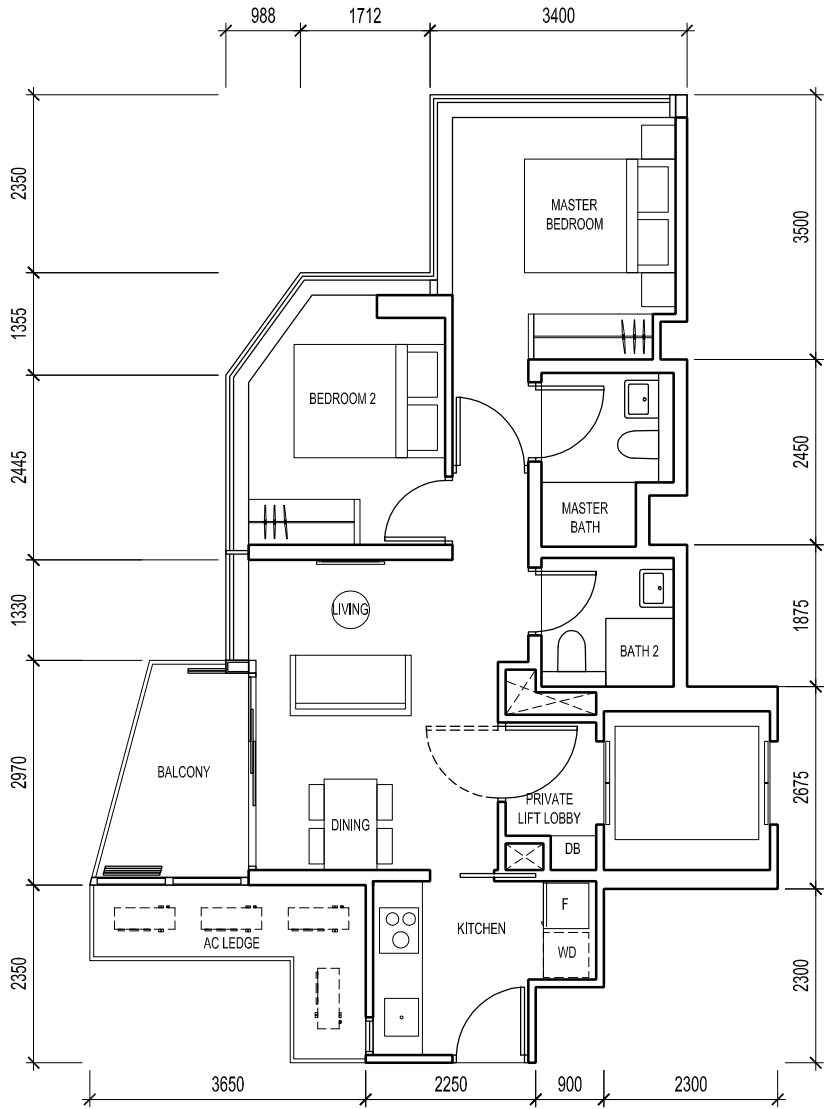 988
1712
3400
2350
3500
MASTER
BEDROOM
1355
BEDROOM 2
2445
2450
MASTER
BATH
1330
LIVING
1875
BATH 2
2970
BALCONY
2675
PRIVATE
LIFT LOBBY
DINING
DB
F
KITCHEN
AC LEDGE
WD
2350
2300
3650
2250
900
2300